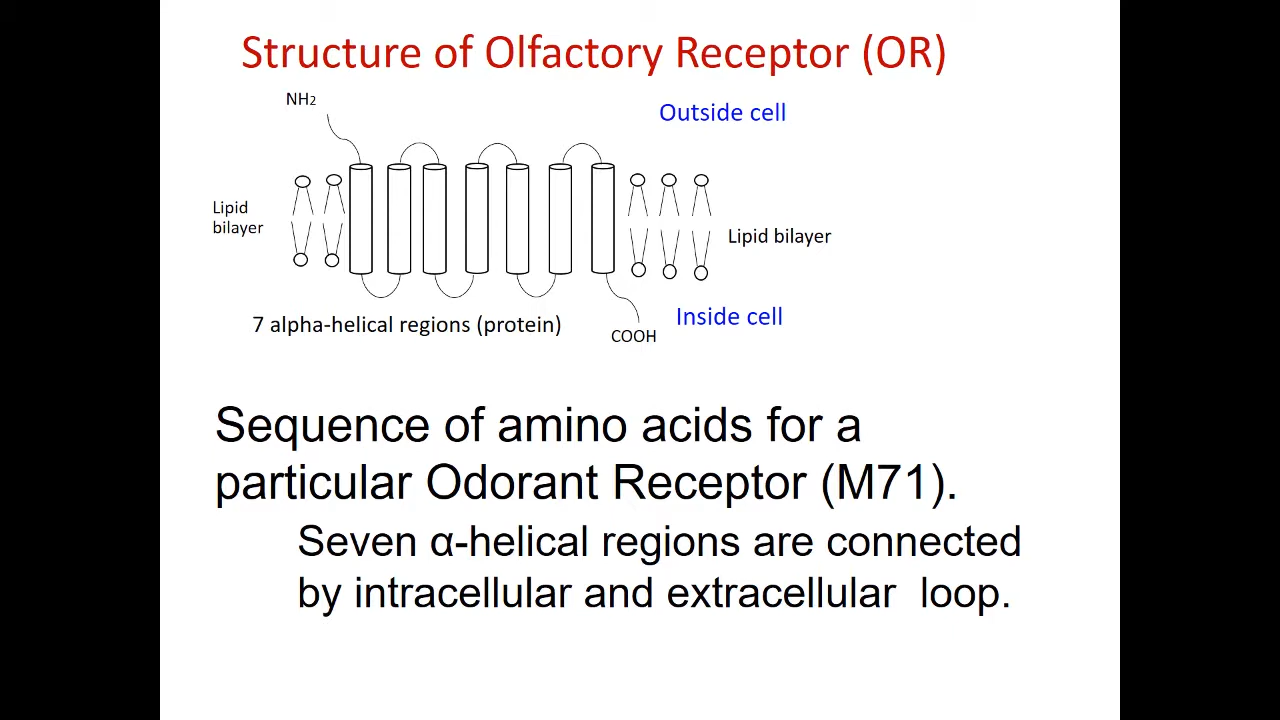 Structure of Olfactory Receptor (OR)
NH2
Outside cell
Lipid
bilayer
Lipid bilayer
7 alpha-helical regions (protein)
Inside cell
COOH
Sequence of amino acids for a
particular Odorant Receptor (M71).
Seven α-helical regions are connected
by intracellular and extracellular  loop.